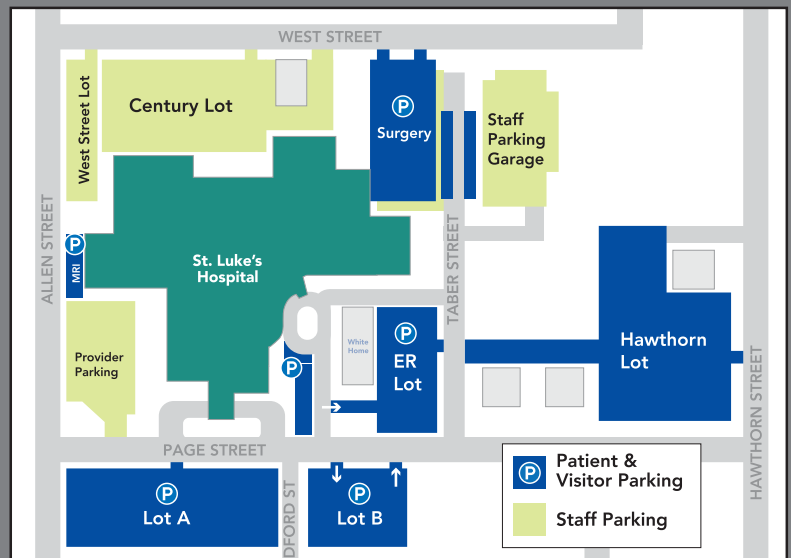 WEST STREET
West Street Lot
Century Lot
P
Surgery
Staff
Parking
Garage
ALLEN STREET
P
MRI
St. Luke's
Hospital
TABER STREET
Provider
Parking
White
Home
P
ER
Lot
P
Hawthorn
Lot
HAWTHORN STREET
PAGE STREET
P
Lot A
DFORD ST
P
Lot B
P
Patient &
Visitor Parking
Staff Parking